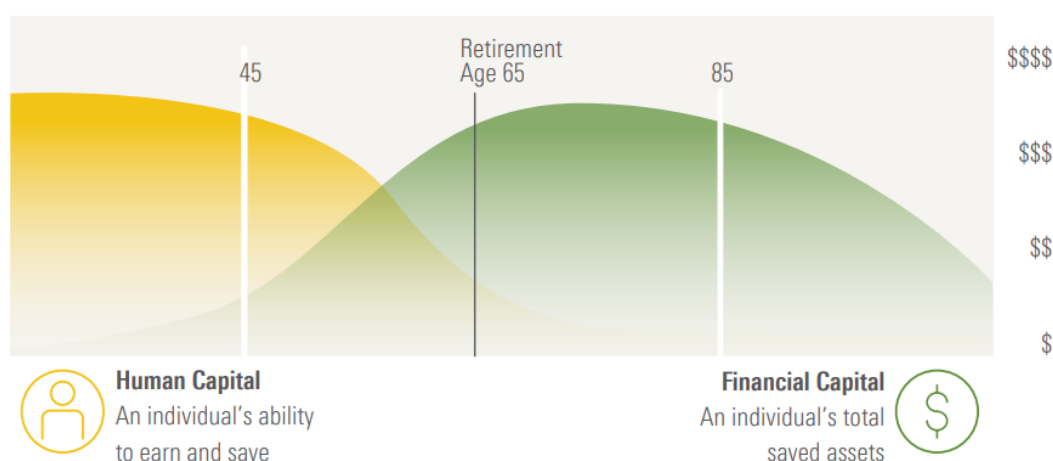 45
Retirement
Age 65
85
$$$$
$$$
$$
$
Human Capital
An individual's ability
to earn and save
Financial Capital
An individual's total
saved assets
$